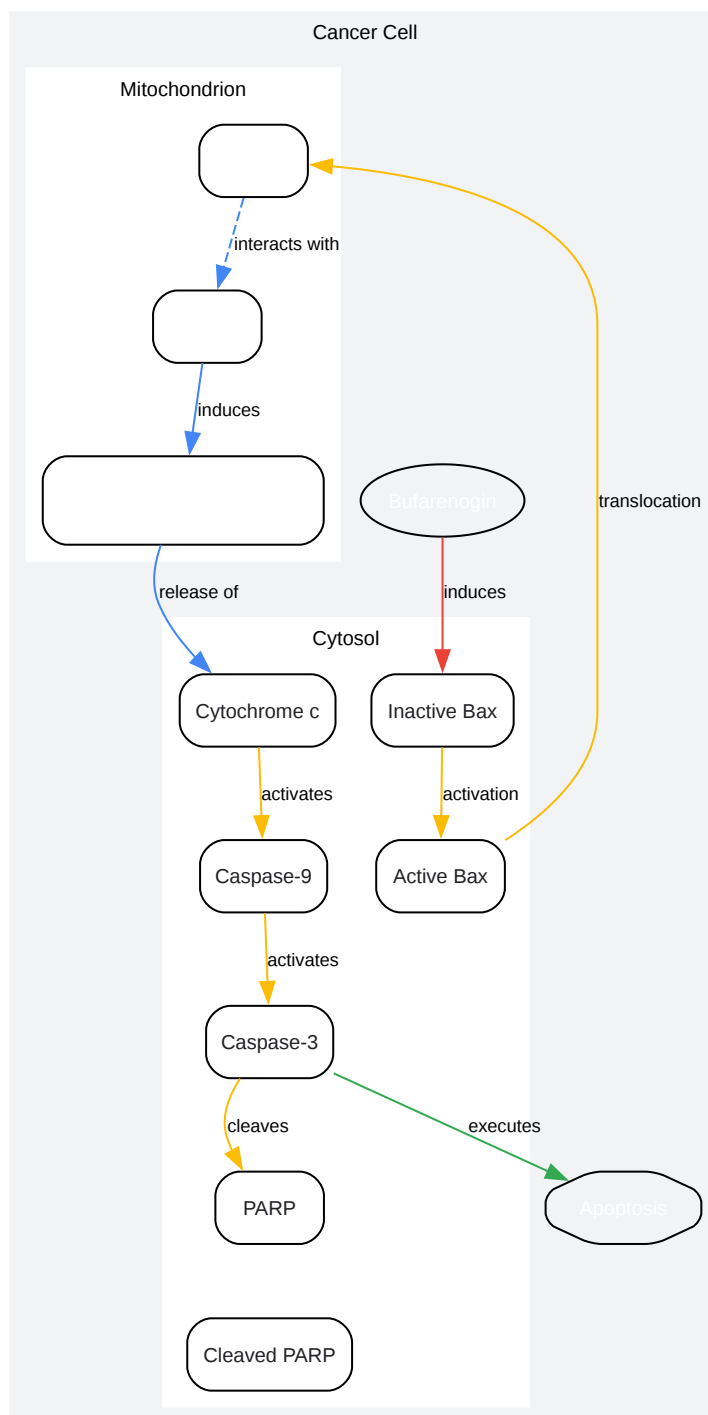 Cancer Cell
Mitochondrion
interacts with
induces
Bufarenogin
translocation
release of
induces
Cytosol
Cytochrome c
Inactive Bax
activates
activation
Caspase-9
Active Bax
activates
Caspase-3
cleaves
executes
PARP
Apoptosis
Cleaved PARP